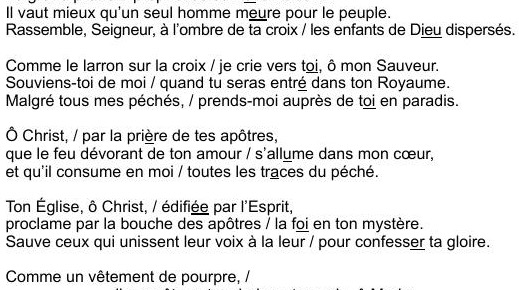 Il vaut mieux qu’un seul homme meure pour le peuple.
Rassemble, Seigneur, à l’ombre de ta croix / les enfants de Dieu dispersés.
Comme le larron sur la croix / je crie vers toi, ô mon Sauveur.
Souviens-toi de moi / quand tu seras entré dans ton Royaume.
Malgré tous mes péchés, / prends-moi auprès de toi en paradis.
Ô Christ, / par la prière de tes apôtres,
que le feu dévorant de ton amour / s’allume dans mon cœur,
et qu’il consume en moi / toutes les traces du péché.
Ton Église, ô Christ, / édifiée par l’Esprit,
proclame par la bouche des apôtres / la foi en ton mystère.
Sauve ceux qui unissent leur voix à la leur / pour confesser ta gloire.
Comme un vêtement de pourpre, /